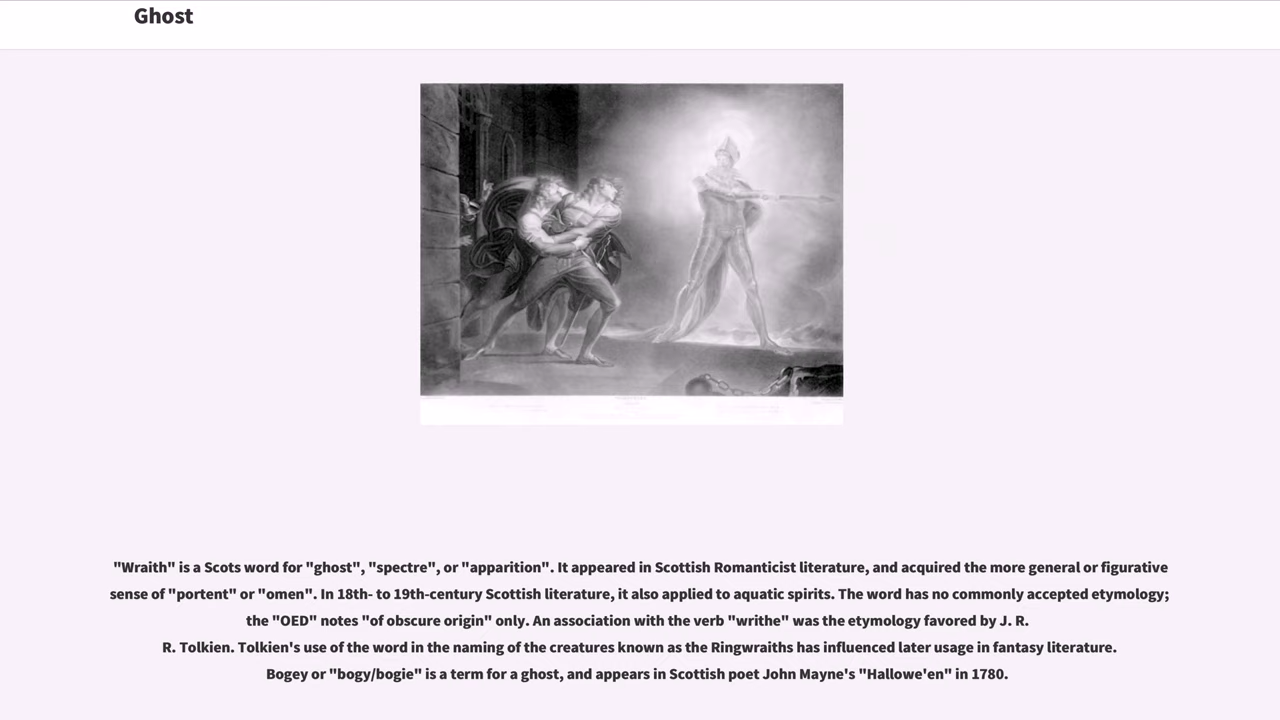 Ghost
"Wraith" is a Scots word for "ghost", "spectre", or "apparition". It appeared in Scottish Romanticist literature, and acquired the more general or figurative
sense of "portent" or "omen". In 18th- to 19th-century Scottish literature, it also applied to aquatic spirits. The word has no commonly accepted etymology;
the "OED" notes "of obscure origin" only. An association with the verb "writhe" was the etymology favored by J. R.
R. Tolkien. Tolkien's use of the word in the naming of the creatures known as the Ringwraiths has influenced later usage in fantasy literature.
Bogey or "bogy/bogie" is a term for a ghost, and appears in Scottish poet John Mayne's "Hallowe'en" in 1780.